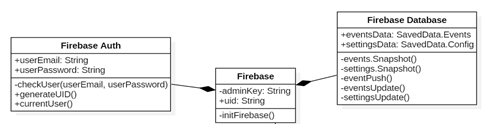 Firebase Auth
+userEmail: String
+userPassword: String
-checkUser(userEmail, userPassword)
+generateUID()
+currentUser()
Firebase
-adminKey: String
+uid: String
-initFirebase()
Firebase Database
+eventsData: SavedData.Events
+settingsData: SavedData.Config
-events.Snapshot()
-settings.Snapshot()
-eventPush()
-eventsUpdate()
-settingsUpdate()